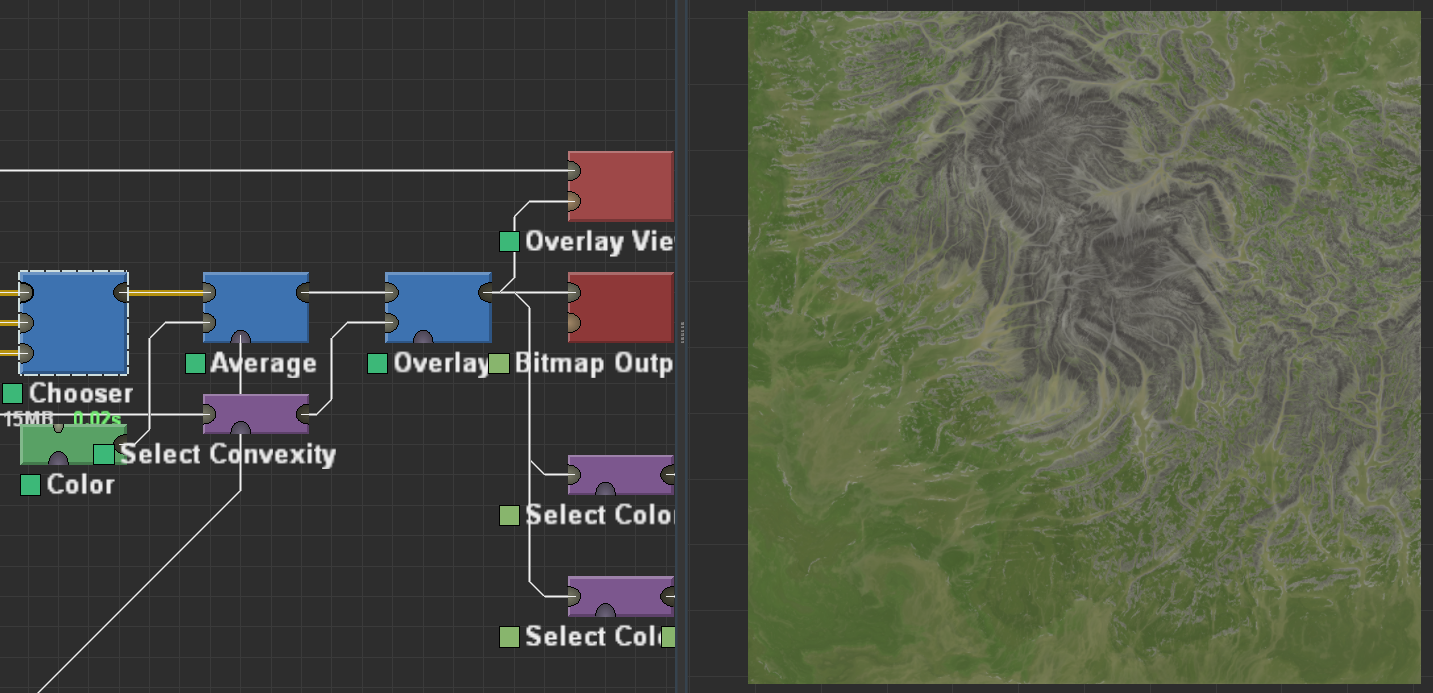 Overlay Vie
Average
Overlay
Bitmap Outp
Chooser
15MB 0.02s
Select Convexity
Color
Select Colo
Select Colo